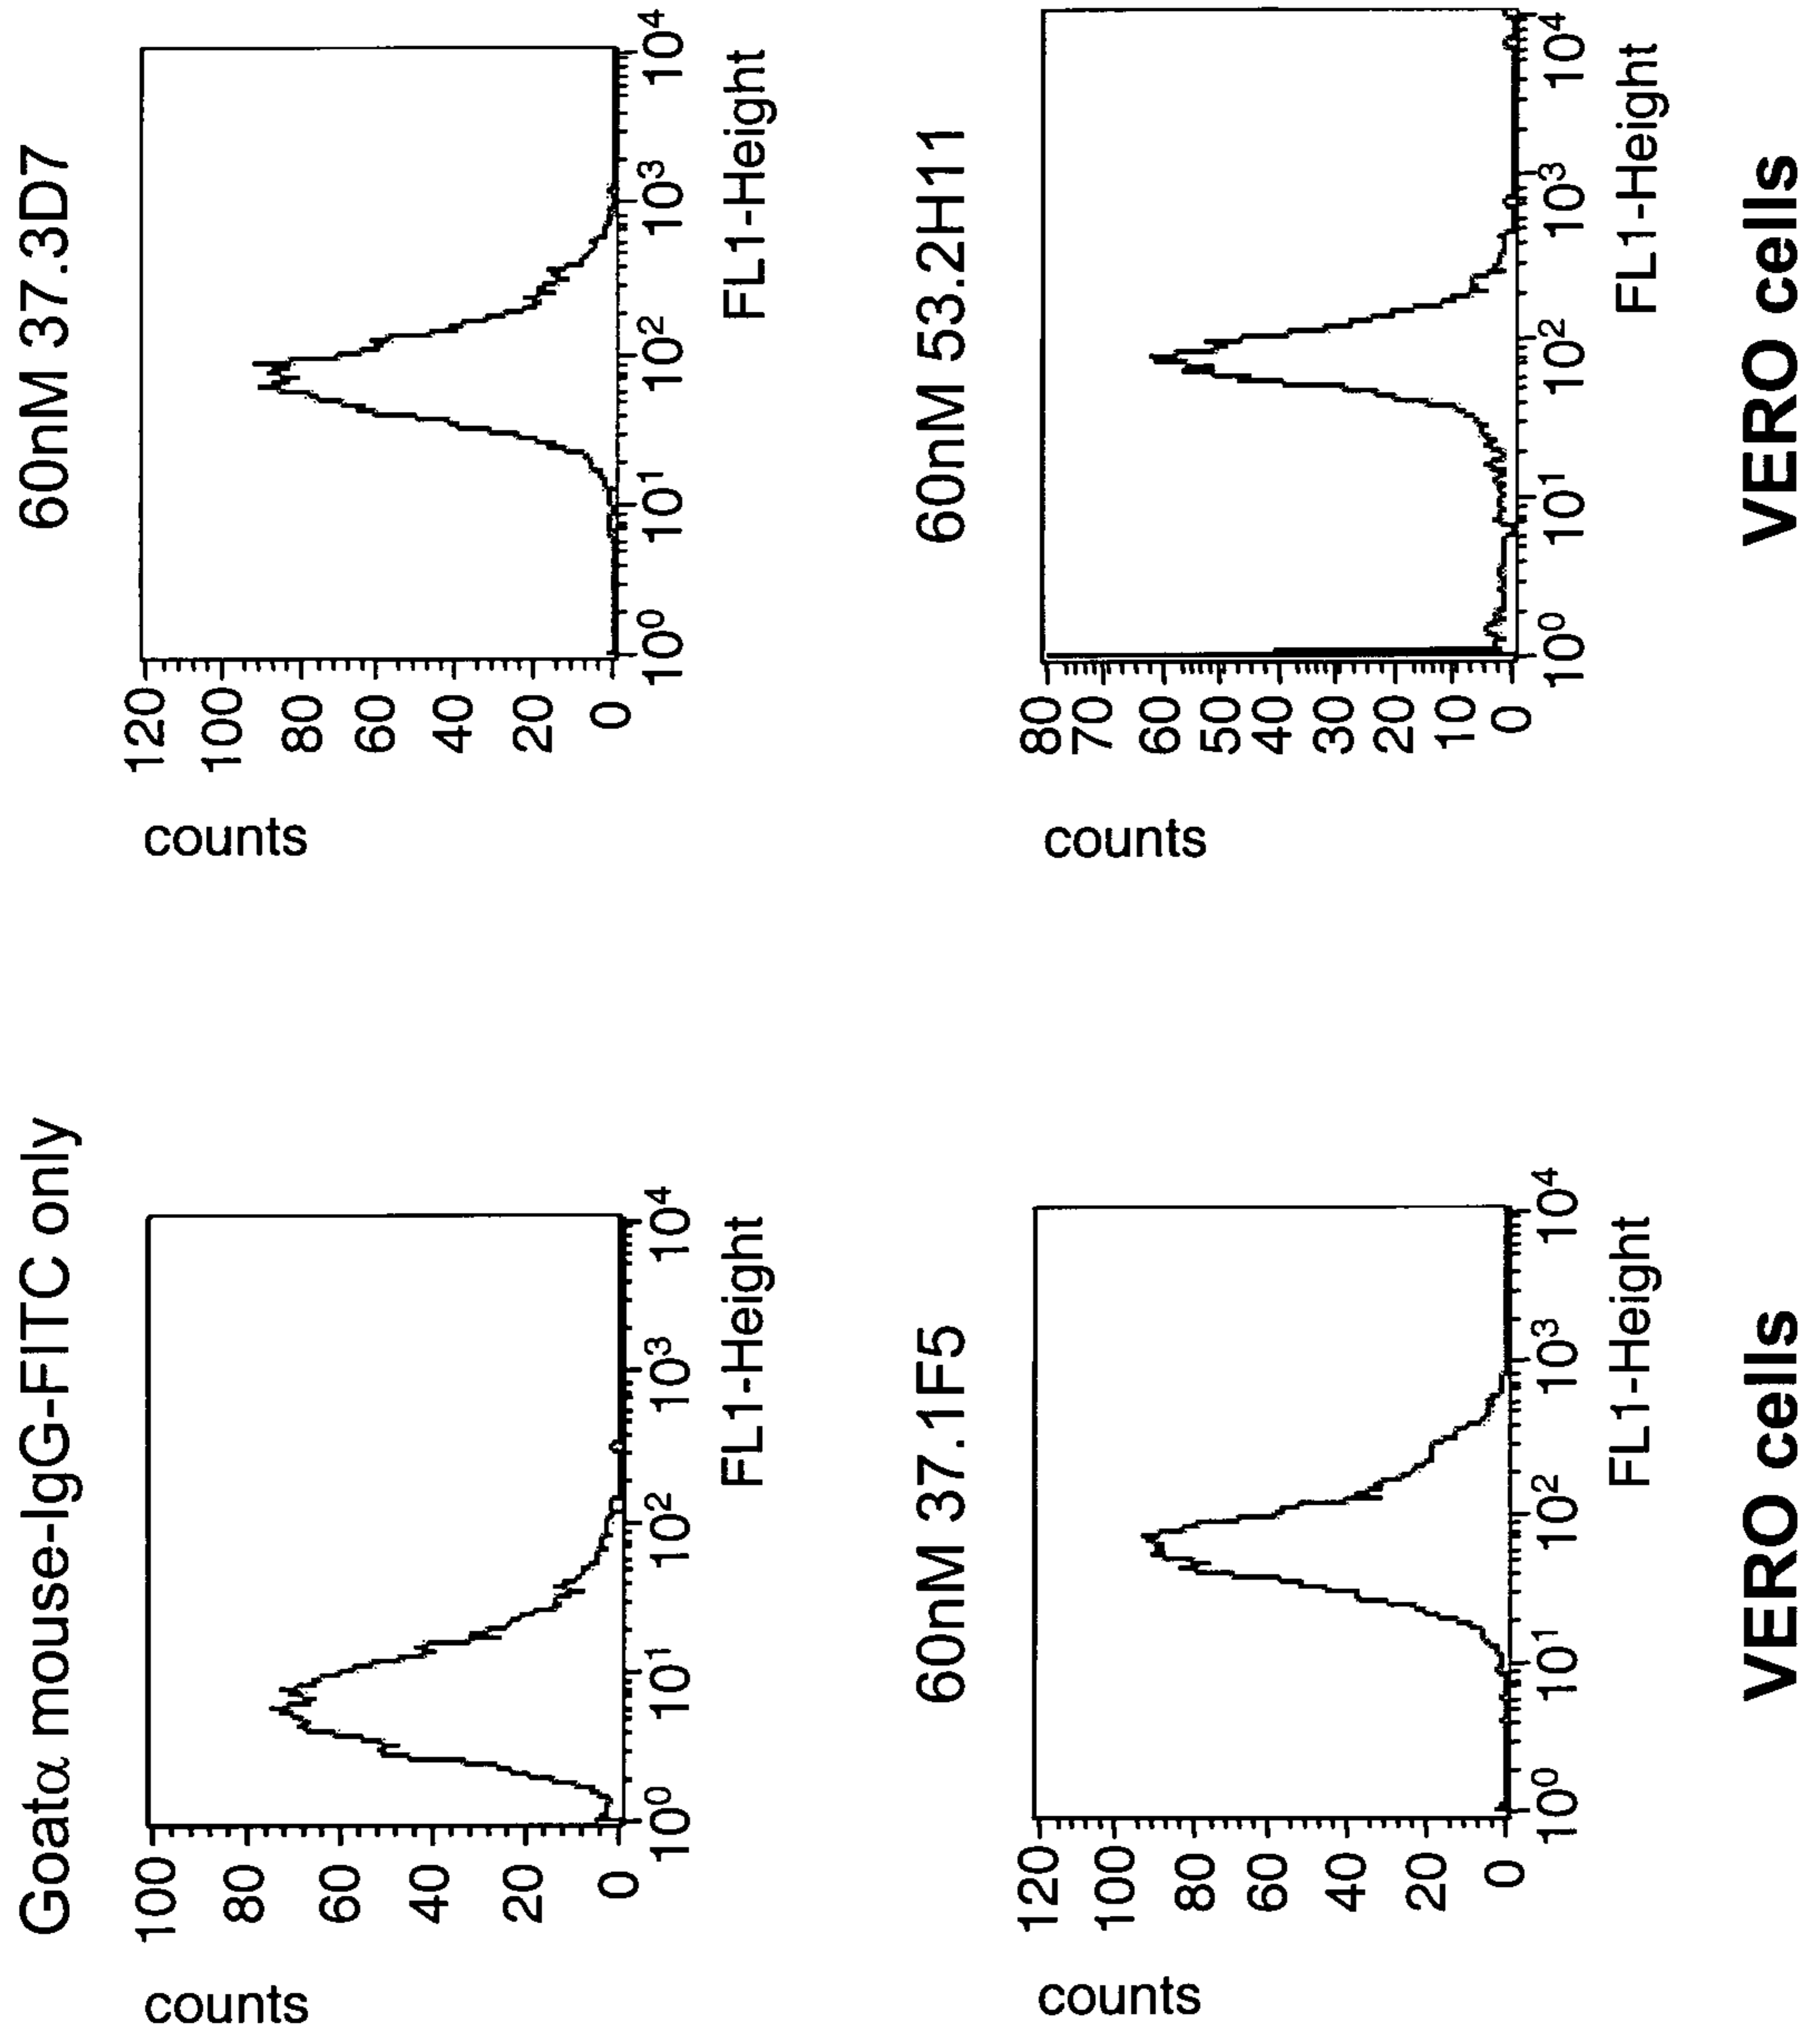 Goatα mouse-IgG-FITC only
counts
100
80
60
40
20
0
10⁰ 10¹ 10² 10³ 10⁴
FL1-Height
60nM 37.3D7
counts
120
100
80
60
40
20
0
10⁰ 10¹ 10² 10³ 10⁴
FL1-Height
60nM 37.1F5
counts
120
100
80
60
40
20
0
10⁰ 10¹ 10² 10³ 10⁴
FL1-Height
60nM 53.2H11
counts
80
70
60
50
40
30
20
10
0
10⁰ 10¹ 10² 10³ 10⁴
FL1-Height
VERO cells
VERO cells